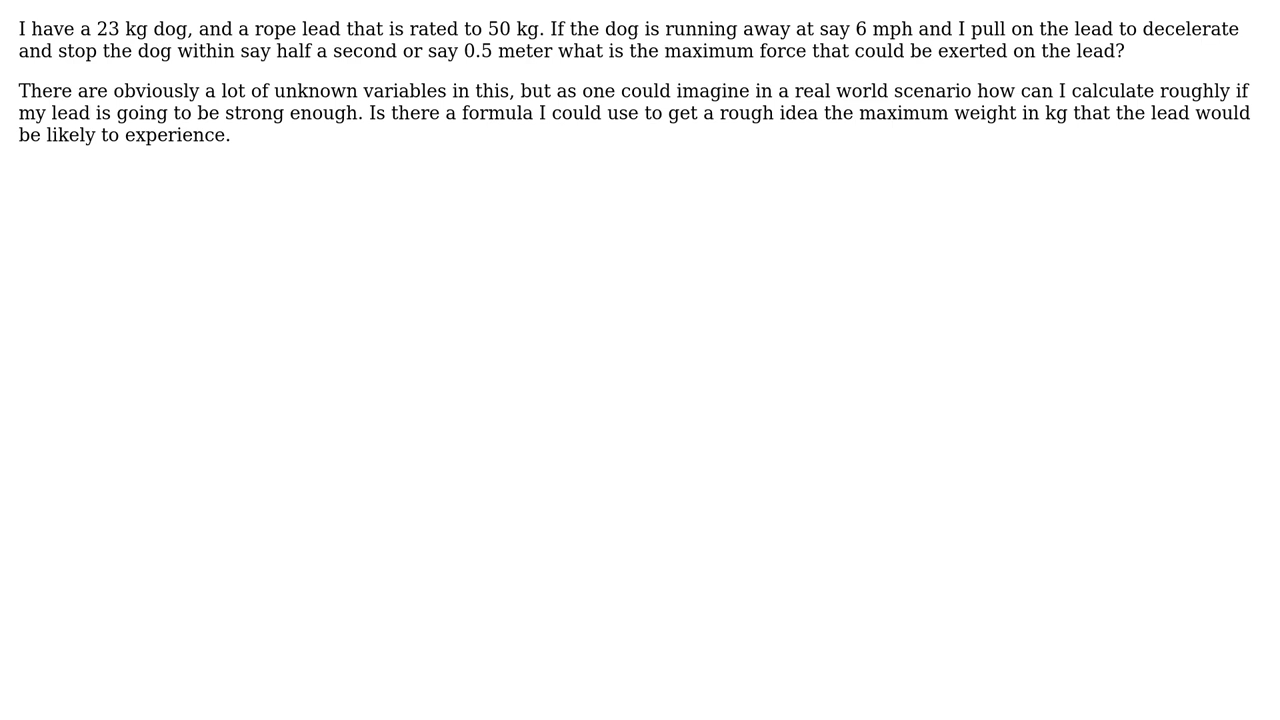 I have a 23 kg dog, and a rope lead that is rated to 50 kg. If the dog is running away at say 6 mph and I pull on the lead to decelerate
and stop the dog within say half a second or say 0.5 meter what is the maximum force that could be exerted on the lead?
There are obviously a lot of unknown variables in this, but as one could imagine in a real world scenario how can I calculate roughly if
my lead is going to be strong enough. Is there a formula I could use to get a rough idea the maximum weight in kg that the lead would
be likely to experience.